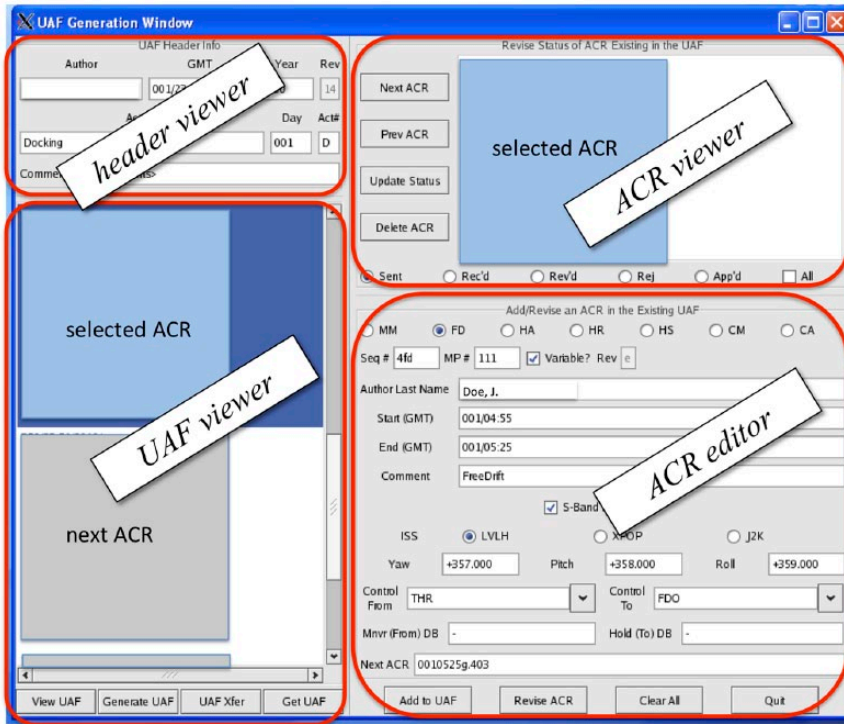 UAF Generation Window
UAF Header Info
Author GMT Year Rev
14
Day Act#
Docking 001 D
header viewer
selected ACR
UAF viewer
next ACR
View UAF Generate UAF UAF Xfer Get UAF
Revise Status of ACR Existing in the UAF
Next ACR
Prev ACR
Update Status
Delete ACR
selected ACR
ACR viewer
Sent Rec'd Rev'd Rej App'd All
Add/Revise an ACR in the Existing UAF
MM FD HA HR HS CM CA
Seq # 4fd MP # 111 Variable? Rev e
Author Last Name Doe, J.
Start (GMT) 001/04:55
End (GMT) 001/05:25
Comment FreeDrift
ACR editor
S-Band
ISS LVLH XPOP J2K
Yaw +357.000 Pitch +358.000 Roll +359.000
Control From THR Control To FDO
Mnvr (From) DB - Hold (To) DB -
Next ACR 0010525g.403
Add to UAF Revise ACR Clear All Quit